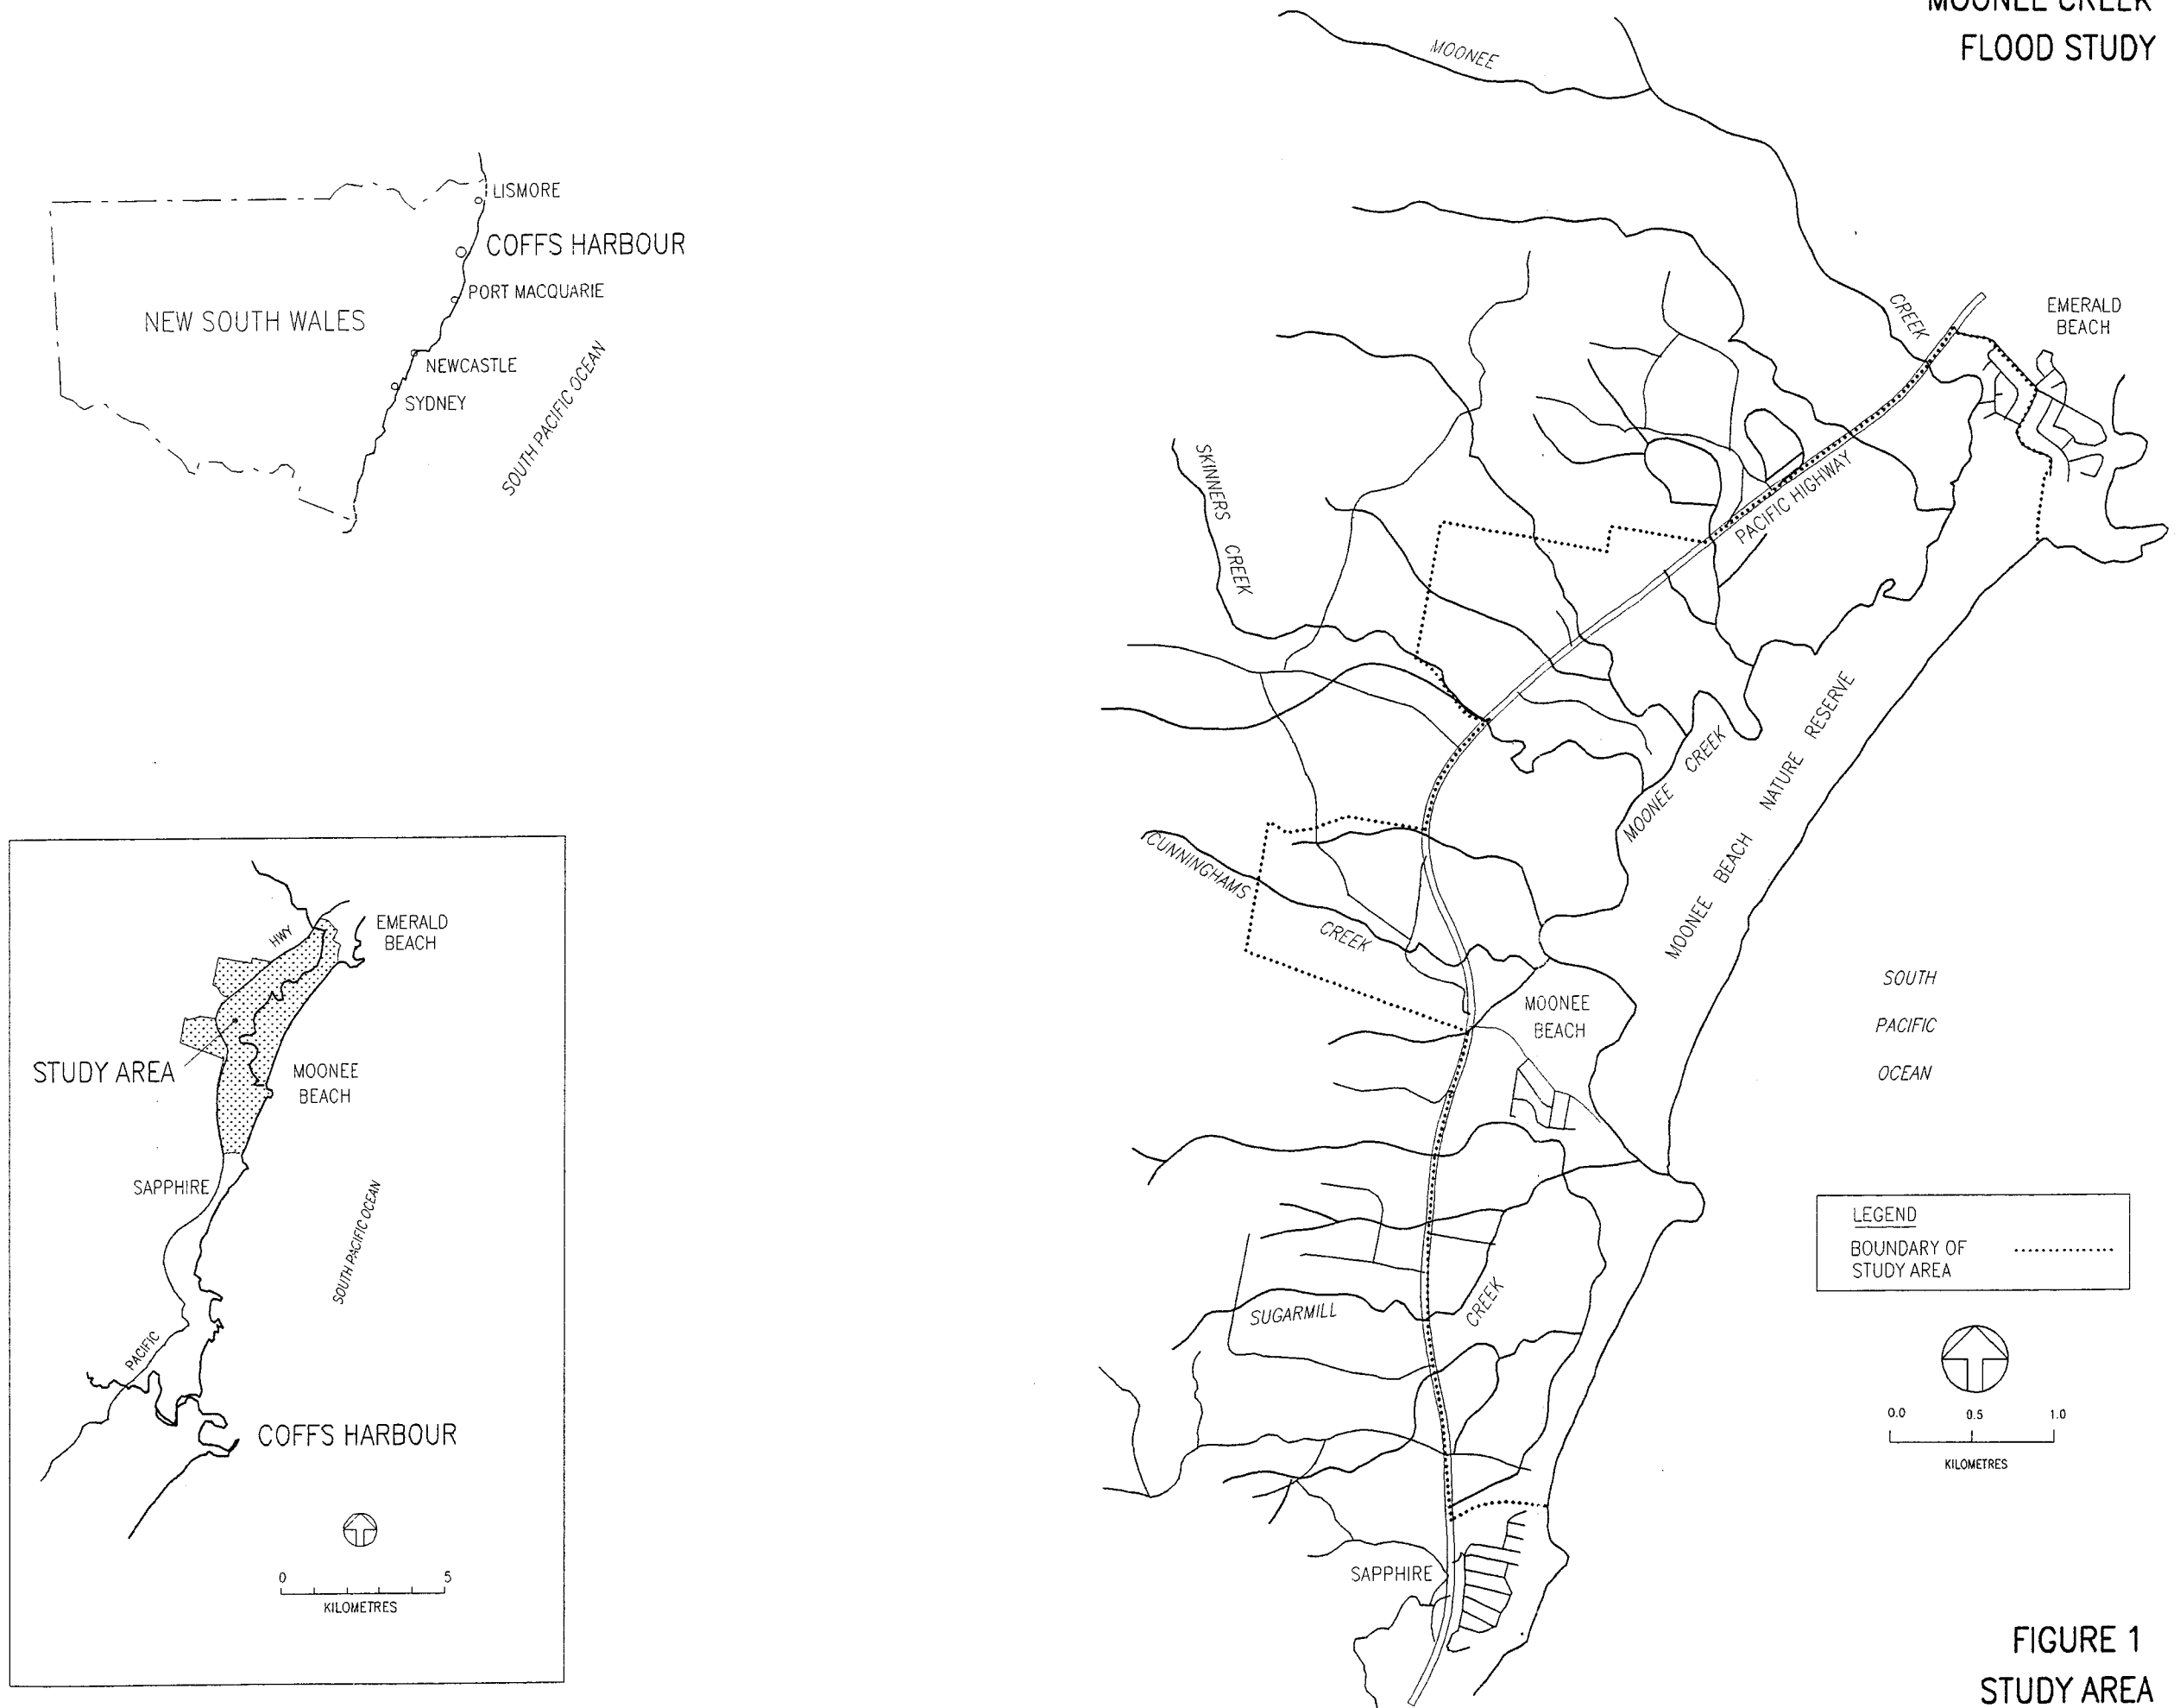 MOONEE CREEK
FLOOD STUDY
LISMORE
COFFS HARBOUR
PORT MACQUARIE
NEW SOUTH WALES
NEWCASTLE
SYDNEY
SOUTH PACIFIC OCEAN
EMERALD
BEACH
HWY
STUDY AREA
MOONEE
BEACH
SAPPHIRE
SOUTH PACIFIC OCEAN
PACIFIC
COFFS HARBOUR
0 5
KILOMETRES
MOONEE
CREEK
EMERALD
BEACH
SKINNERS
CREEK
PACIFIC HIGHWAY
MOONEE CREEK
MOONEE BEACH NATURE RESERVE
CUNNINGHAMS
CREEK
MOONEE
BEACH
SOUTH
PACIFIC
OCEAN
SUGARMILL
CREEK
SAPPHIRE
LEGEND
BOUNDARY OF
STUDY AREA
0.0 0.5 1.0
KILOMETRES
FIGURE 1
STUDY AREA